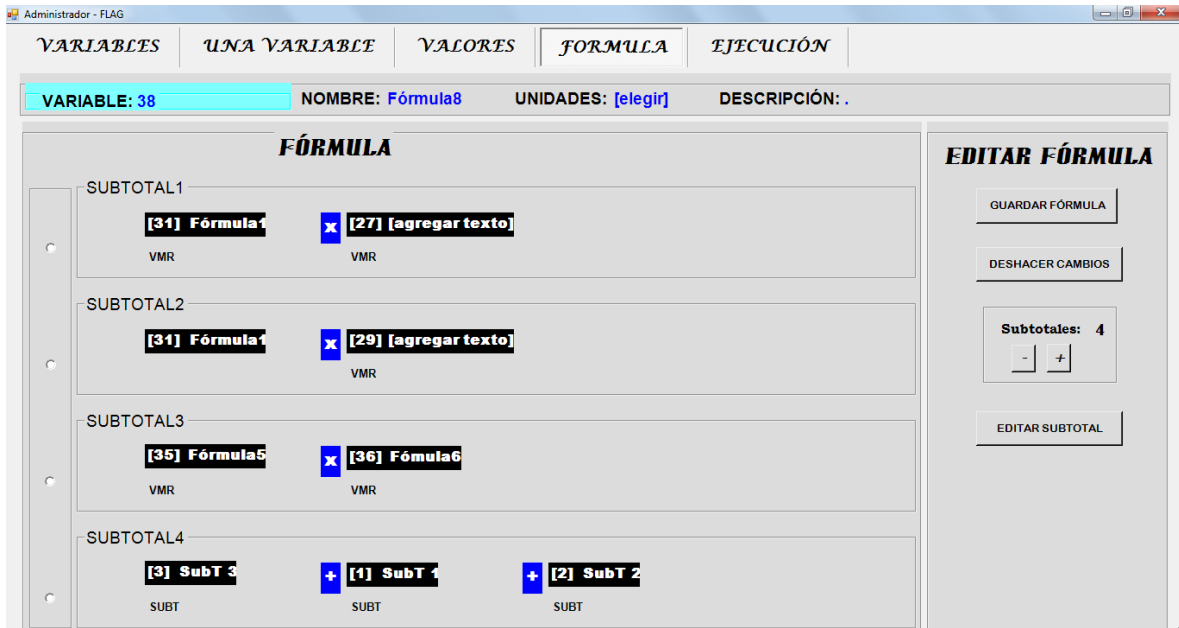 Administrador - FLAG
VARIABLES UNA VARIABLE VALORES FORMULA EJECUCIÓN
VARIABLE: 38 NOMBRE: Fórmula8 UNIDADES: [elegir] DESCRIPCIÓN: .
FÓRMULA
SUBTOTAL1
[31] Fórmula1 x [27] [agregar texto]
VMR VMR
SUBTOTAL2
[31] Fórmula1 x [29] [agregar texto]
VMR
SUBTOTAL3
[35] Fórmula5 x [36] Fómula6
VMR VMR
SUBTOTAL4
[3] SubT 3 + [1] SubT 1 + [2] SubT 2
SUBT SUBT SUBT
EDITAR FÓRMULA
GUARDAR FÓRMULA
DESHACER CAMBIOS
Subtotales: 4
- +
EDITAR SUBTOTAL